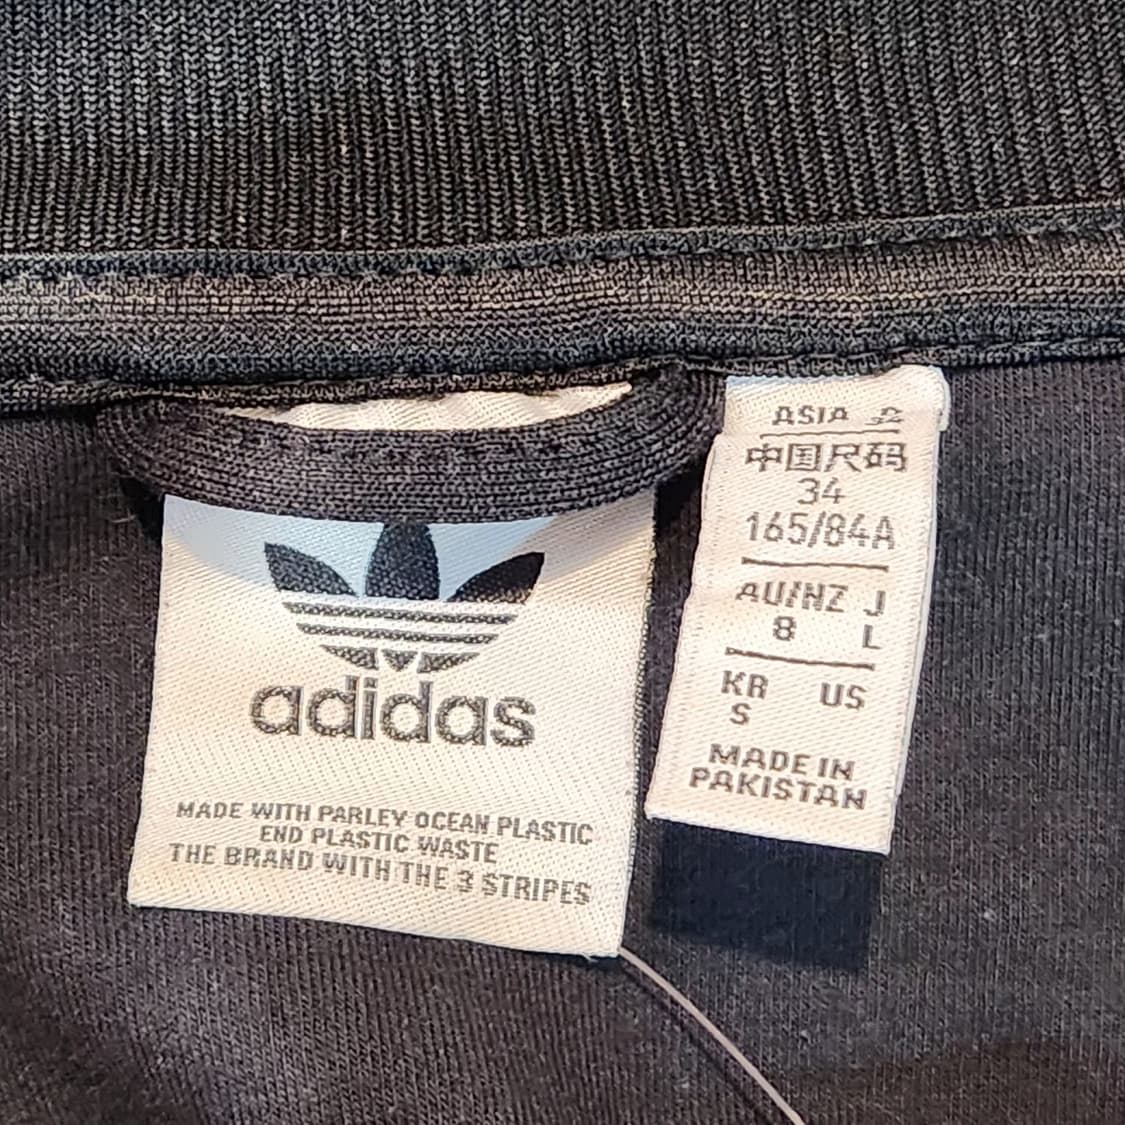 adidas
MADE WITH PARLEY OCEAN PLASTIC
END PLASTIC WASTE
THE BRAND WITH THE 3 STRIPES
ASIA
中国尺码
34
165/84A
AU/NZ J
8 L
KR US
S
MADE IN
PAKISTAN